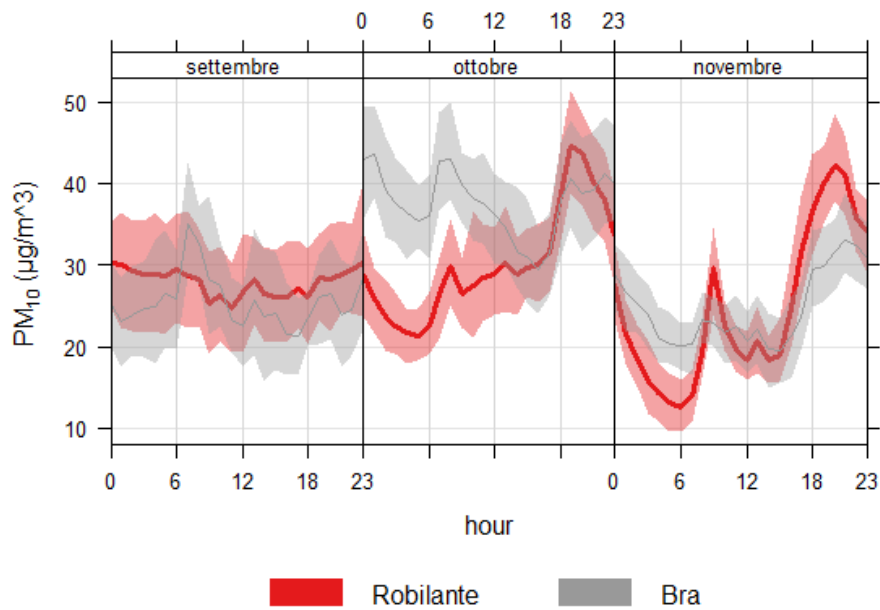 0 6 12 18 23
settembre ottobre novembre
50
40
30
20
10
PM₁₀ (µg/m^3)
0 6 12 18 23 0 6 12 18 23
hour
Robilante Bra